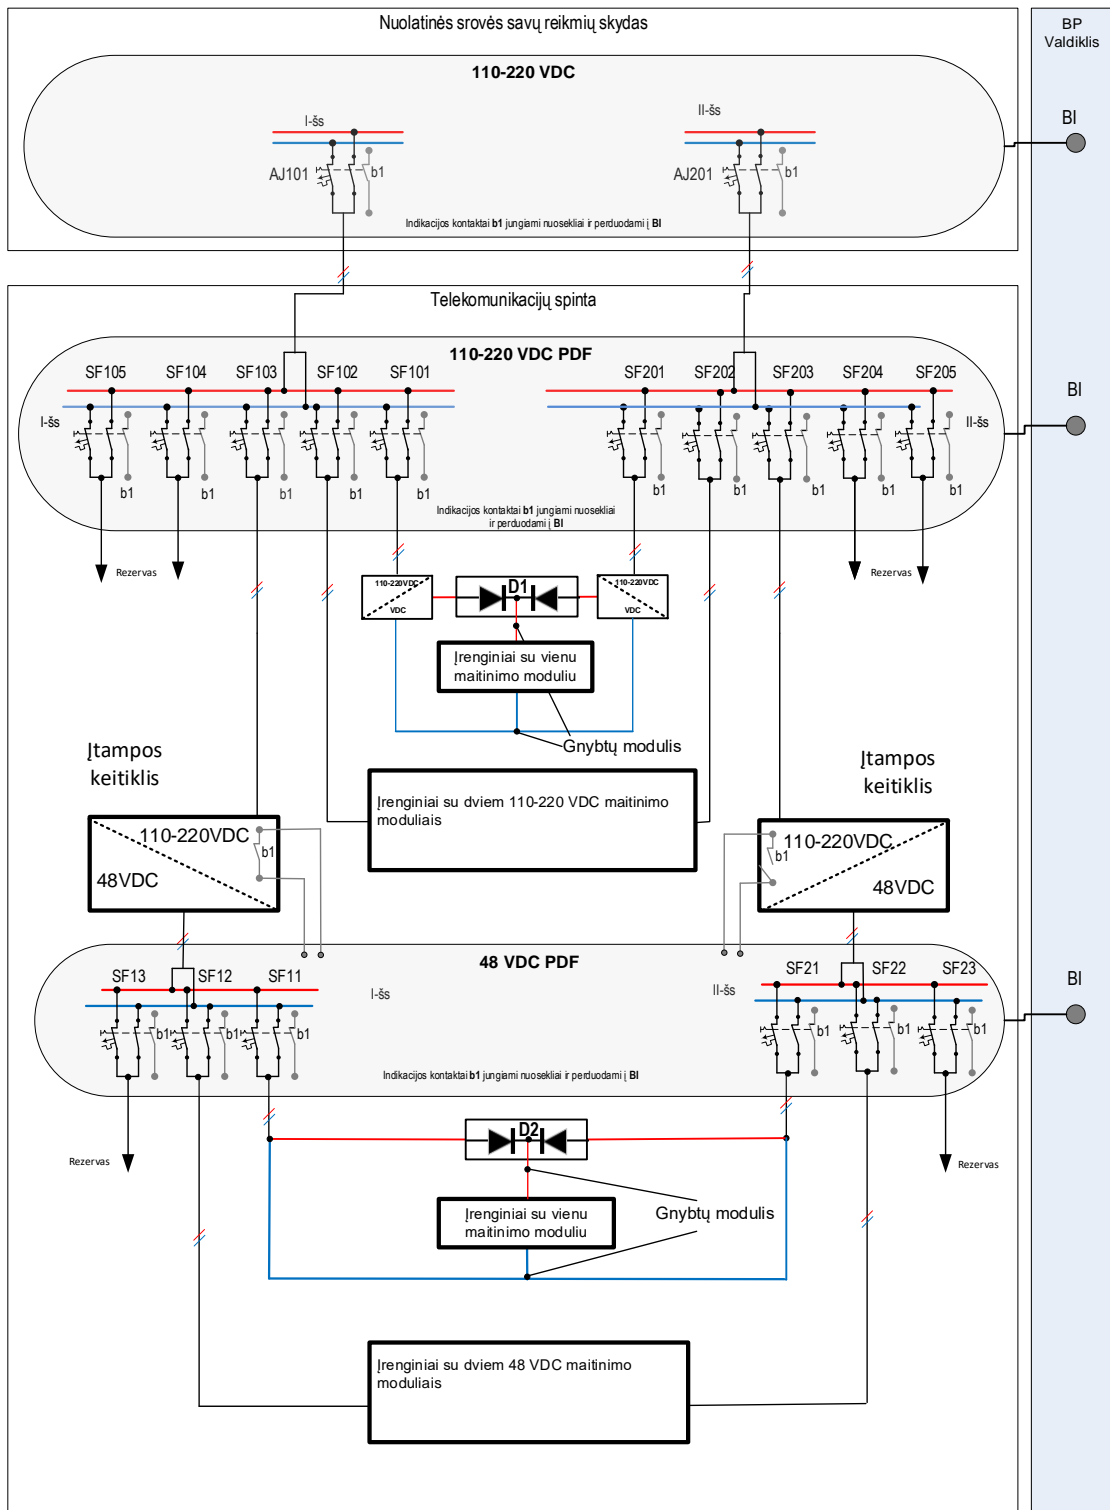 Nuolatinės srovės savų reikmių skydas
BP
Valdiklis
110-220 VDC
I-šs
II-šs
BI
AJ101
b1
AJ201
b1
Indikacijos kontaktai b1 jungiami nuosekliai ir perduodami į BI
Telekomunikacijų spinta
110-220 VDC PDF
SF105
SF104
SF103
SF102
SF101
SF201
SF202
SF203
SF204
SF205
BI
I-šs
II-šs
b1
b1
b1
b1
b1
b1
b1
b1
b1
b1
Indikacijos kontaktai b1 jungiami nuosekliai
ir perduodami į BI
Rezervas
Rezervas
110-220VDC
VDC
D1
110-220VDC
VDC
Įrenginiai su vienu
maitinimo moduliu
Gnybtų modulis
Įtampos
keitiklis
Įtampos
keitiklis
Įrenginiai su dviem 110-220 VDC maitinimo
moduliais
110-220VDC
b1
48VDC
110-220VDC
b1
48VDC
48 VDC PDF
SF13
SF12
SF11
SF21
SF22
SF23
I-šs
II-šs
BI
b1
b1
b1
b1
b1
b1
Indikacijos kontaktai b1 jungiami nuosekliai ir perduodami į BI
D2
Rezervas
Rezervas
Įrenginiai su vienu
maitinimo moduliu
Gnybtų modulis
Įrenginiai su dviem 48 VDC maitinimo
moduliais